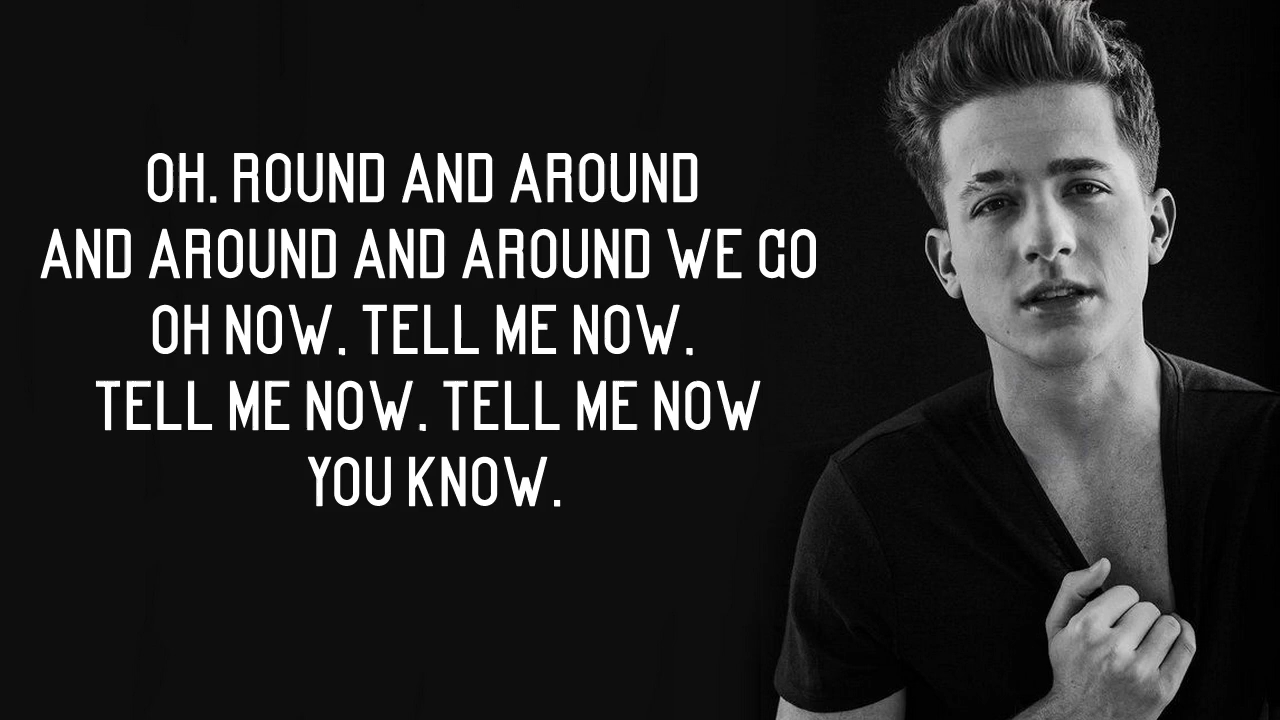 OH. ROUND AND AROUND
AND AROUND AND AROUND WE GO
OH NOW. TELL ME NOW.
TELL ME NOW. TELL ME NOW
YOU KNOW.